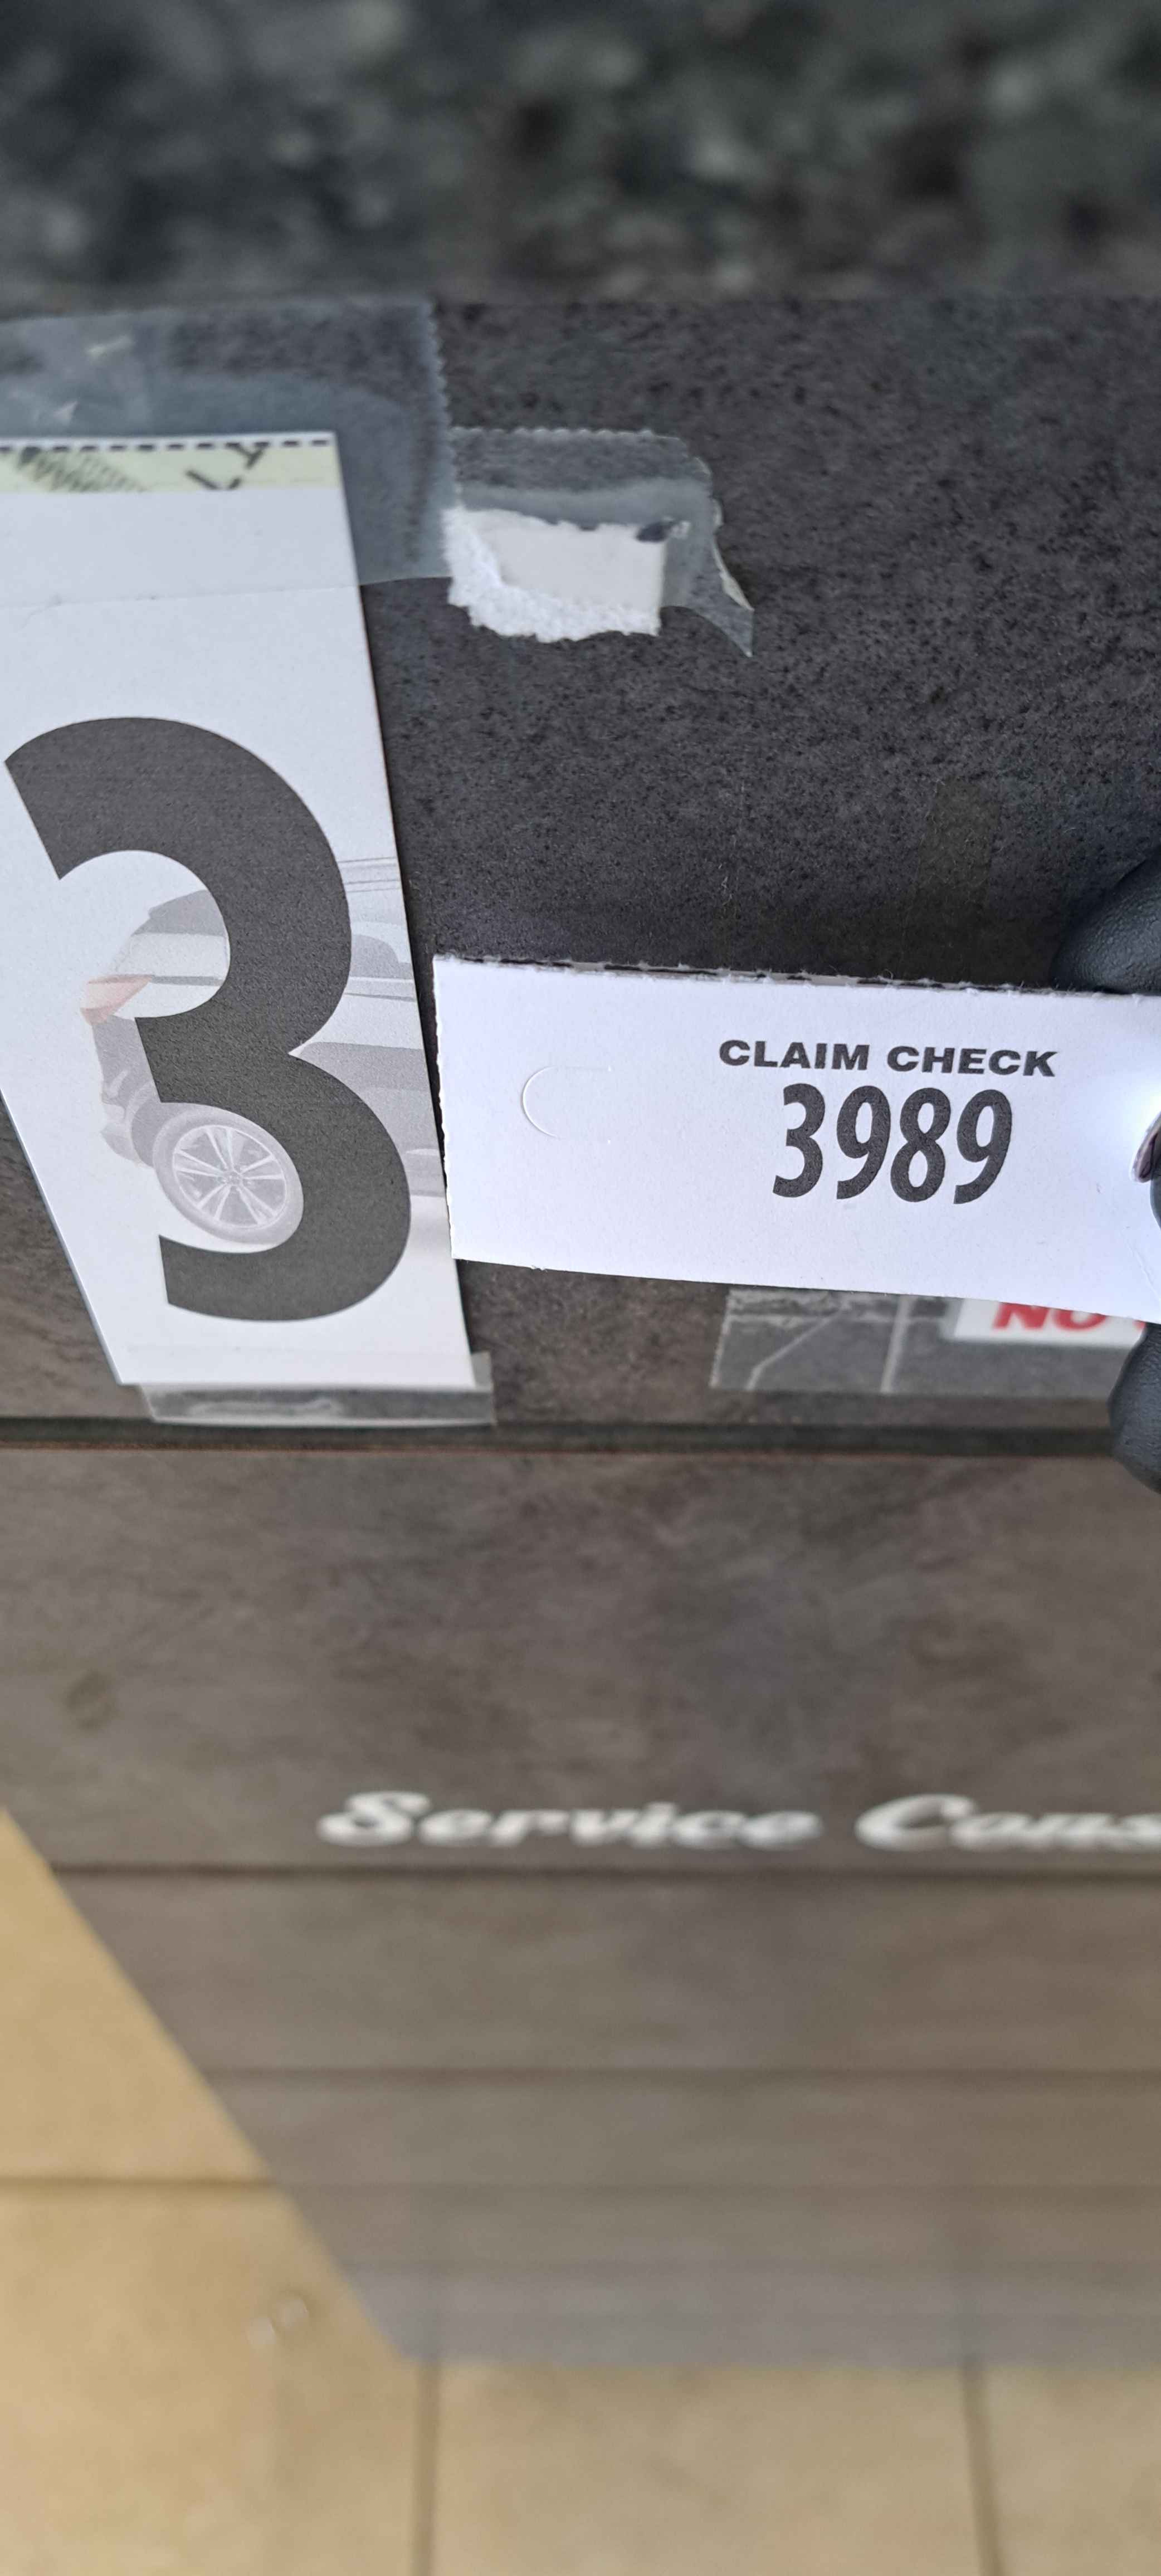 3
CLAIM CHECK
3989
NO
Service Cons